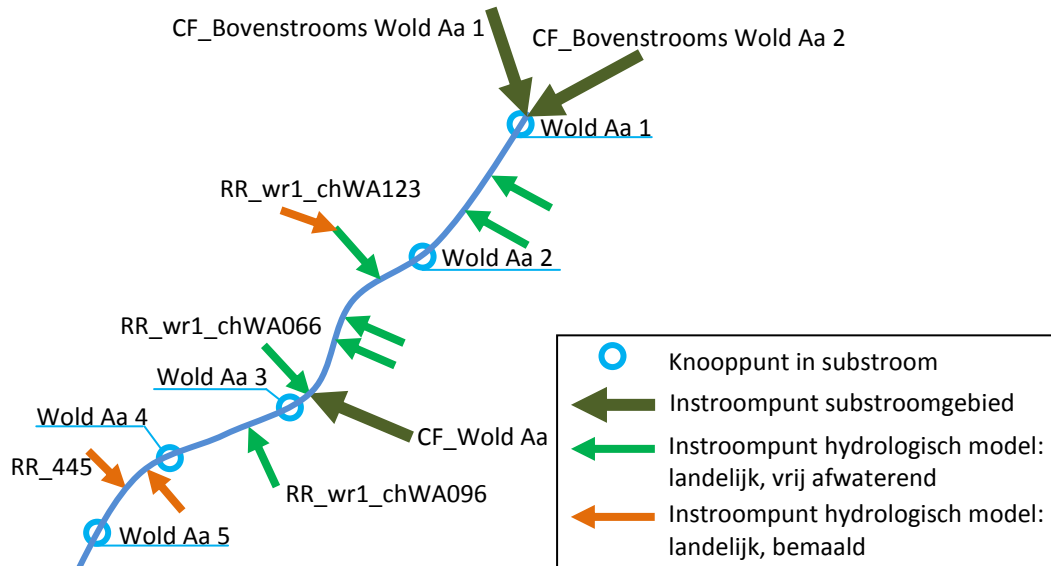 CF_Bovenstrooms Wold Aa 1
CF_Bovenstrooms Wold Aa 2
Wold Aa 1
RR_wr1_chWA123
Wold Aa 2
RR_wr1_chWA066
Wold Aa 3
Wold Aa 4
CF_Wold Aa
RR_445
RR_wr1_chWA096
Wold Aa 5
Knooppunt in substroom
Instroompunt substroomgebied
Instroompunt hydrologisch model:
landelijk, vrij afwaterend
Instroompunt hydrologisch model:
landelijk, bemaald